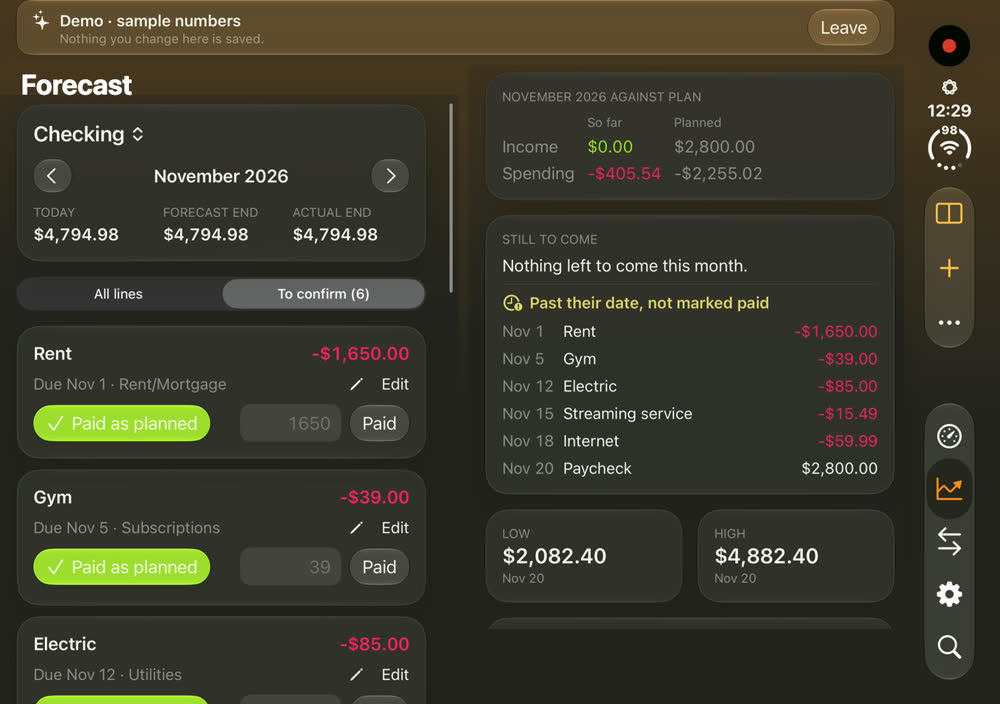 Demo · sample numbers
Nothing you change here is saved.
Leave
Forecast
Checking
November 2026
TODAY
FORECAST END
ACTUAL END
$4,794.98
$4,794.98
$4,794.98
All lines
To confirm (6)
Rent
-$1,650.00
Due Nov 1 · Rent/Mortgage
Edit
Paid as planned
1650
Paid
Gym
-$39.00
Due Nov 5 · Subscriptions
Edit
Paid as planned
39
Paid
Electric
-$85.00
Due Nov 12 · Utilities
Edit
NOVEMBER 2026 AGAINST PLAN
So far
Planned
Income $0.00 $2,800.00
Spending -$405.54 -$2,255.02
STILL TO COME
Nothing left to come this month.
Past their date, not marked paid
Nov 1 Rent -$1,650.00
Nov 5 Gym -$39.00
Nov 12 Electric -$85.00
Nov 15 Streaming service -$15.49
Nov 18 Internet -$59.99
Nov 20 Paycheck $2,800.00
LOW
$2,082.40
Nov 20
HIGH
$4,882.40
Nov 20
12:29
98